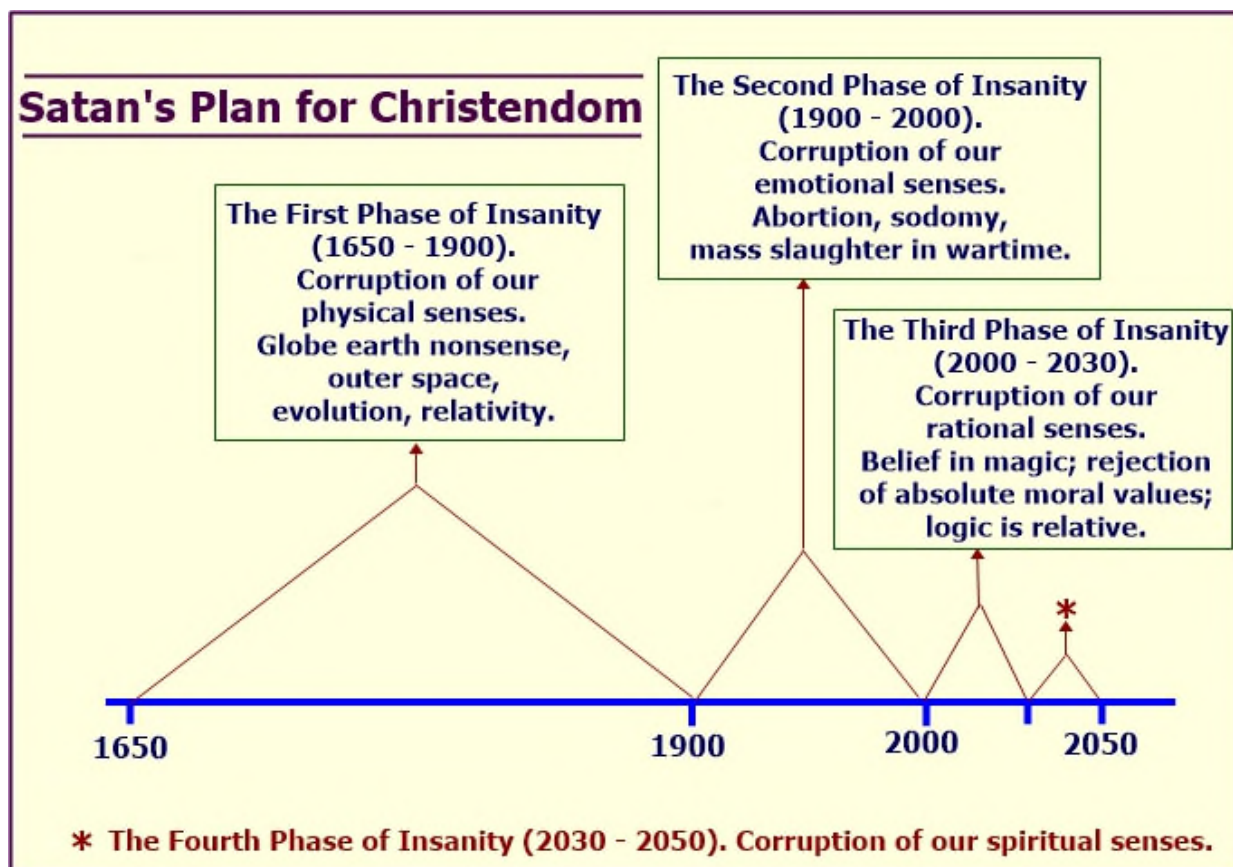 Satan's Plan for Christendom
The First Phase of Insanity
(1650 - 1900).
Corruption of our
physical senses.
Globe earth nonsense,
outer space,
evolution, relativity.
The Second Phase of Insanity
(1900 - 2000).
Corruption of our
emotional senses.
Abortion, sodomy,
mass slaughter in wartime.
The Third Phase of Insanity
(2000 - 2030).
Corruption of our
rational senses.
Belief in magic; rejection
of absolute moral values;
logic is relative.
*
1650
1900
2000
2050
* The Fourth Phase of Insanity (2030 - 2050). Corruption of our spiritual senses.